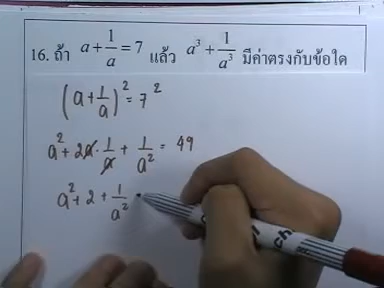 16. ถ้า a + 1/a = 7 แล้ว a³ + 1/a³ มีค่าตรงกับข้อใด
(a + 1/a)² = 7²
a² + 2a · 1/a + 1/a² = 49
a² + 2 + 1/a²